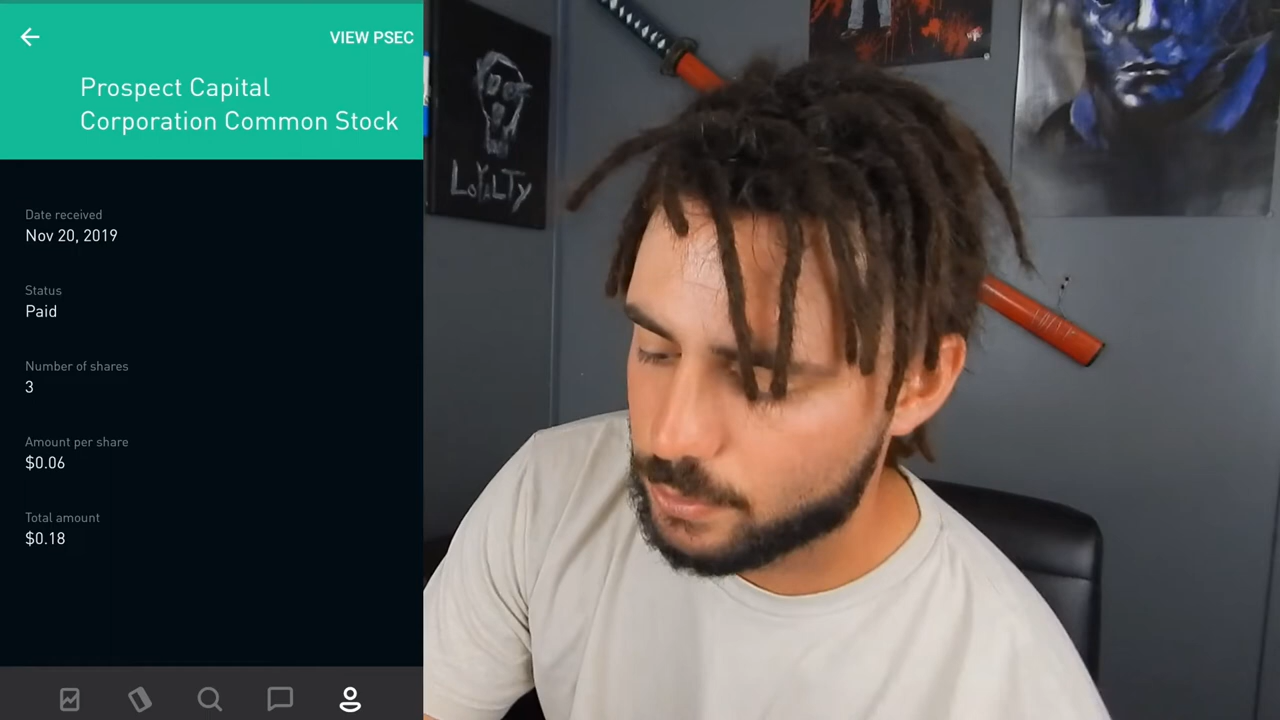 VIEW PSEC
Prospect Capital
Corporation Common Stock
Date received
Nov 20, 2019
Status
Paid
Number of shares
3
Amount per share
$0.06
Total amount
$0.18
LOYALTY